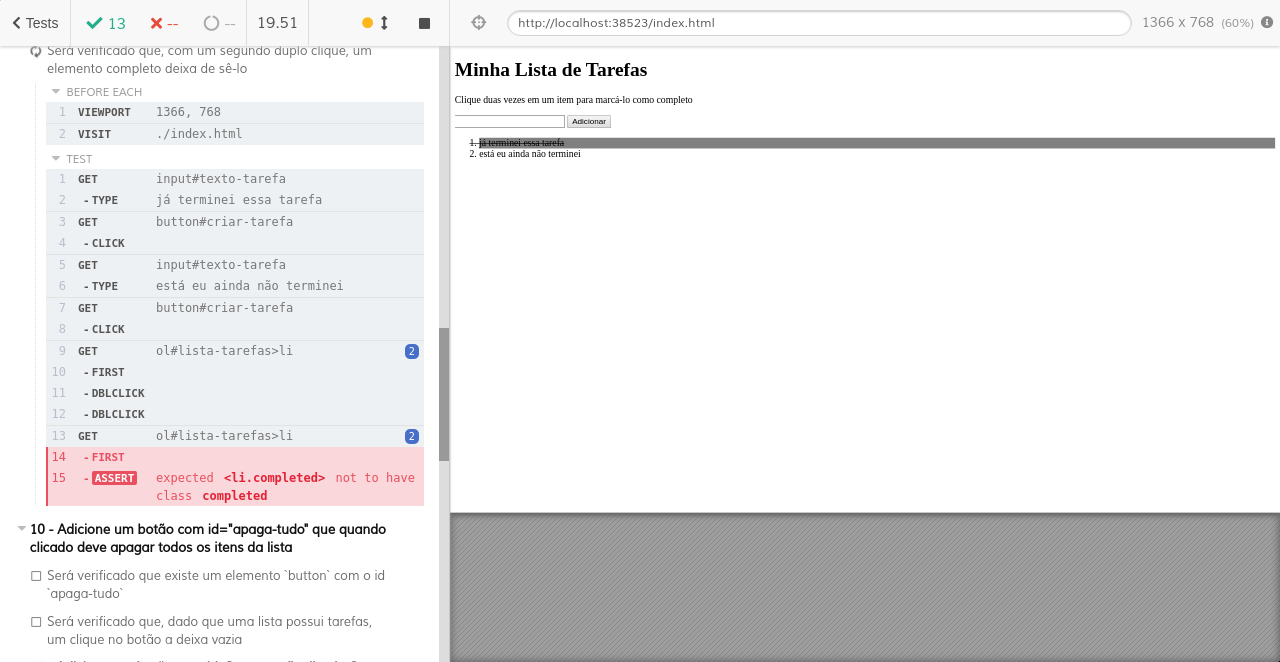 Tests
13
--
--
19.51
http://localhost:38523/index.html
1366 x 768 (60%)
Será verificado que, com um segundo duplo clique, um
elemento completo deixa de sê-lo
BEFORE EACH
1 VIEWPORT 1366, 768
2 VISIT ./index.html
TEST
1 GET input#texto-tarefa
2 -TYPE já terminei essa tarefa
3 GET button#criar-tarefa
4 -CLICK
5 GET input#texto-tarefa
6 -TYPE está eu ainda não terminei
7 GET button#criar-tarefa
8 -CLICK
9 GET ol#lista-tarefas>li 2
10 -FIRST
11 -DBLCLICK
12 -DBLCLICK
13 GET ol#lista-tarefas>li 2
14 -FIRST
15 -ASSERT expected <li.completed> not to have
class completed
10 - Adicione um botão com id="apaga-tudo" que quando
clicado deve apagar todos os itens da lista
Será verificado que existe um elemento `button` com o id
`apaga-tudo`
Será verificado que, dado que uma lista possui tarefas,
um clique no botão a deixa vazia
Minha Lista de Tarefas
Clique duas vezes em um item para marcá-lo como completo
Adicionar
1. já terminei essa tarefa
2. está eu ainda não terminei